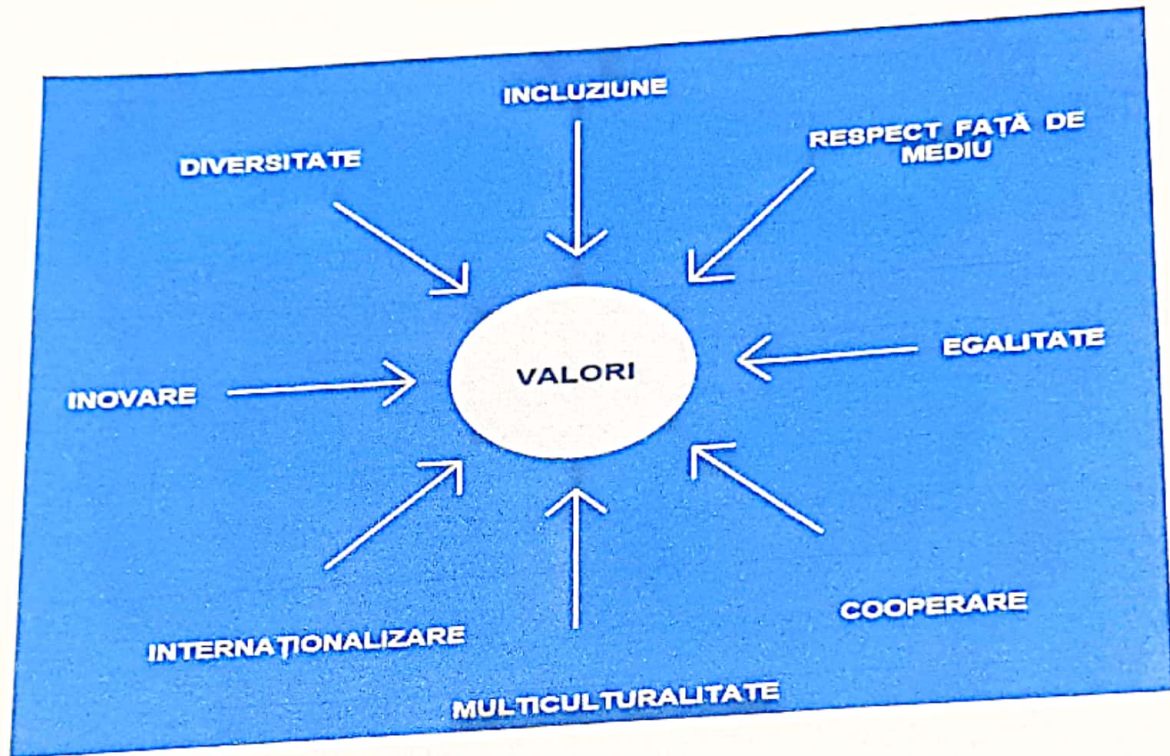 INCLUZIUNE
DIVERSITATE
RESPECT FAȚĂ DE
MEDIU
EGALITATE
VALORI
INOVARE
COOPERARE
INTERNAȚIONALIZARE
MULTICULTURALITATE